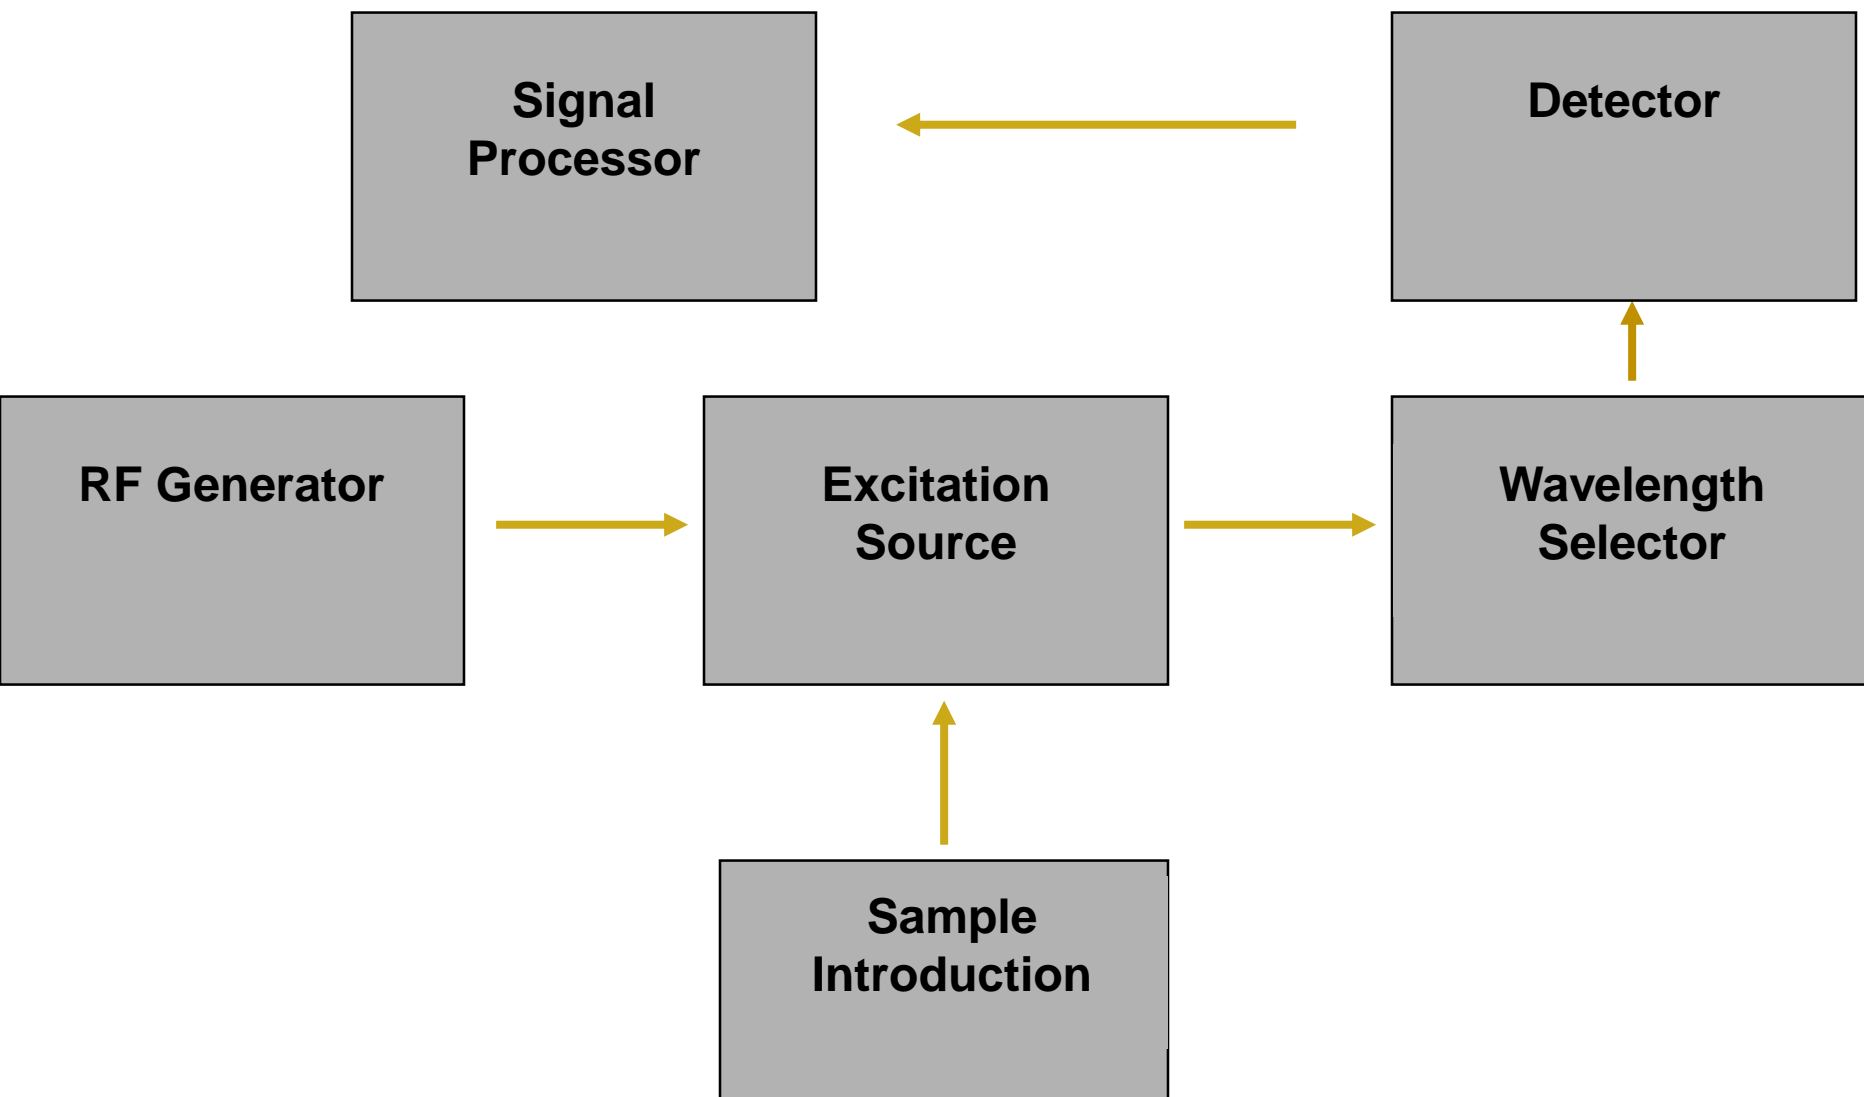 Signal
Processor
Detector
RF Generator
Excitation
Source
Wavelength
Selector
Sample
Introduction